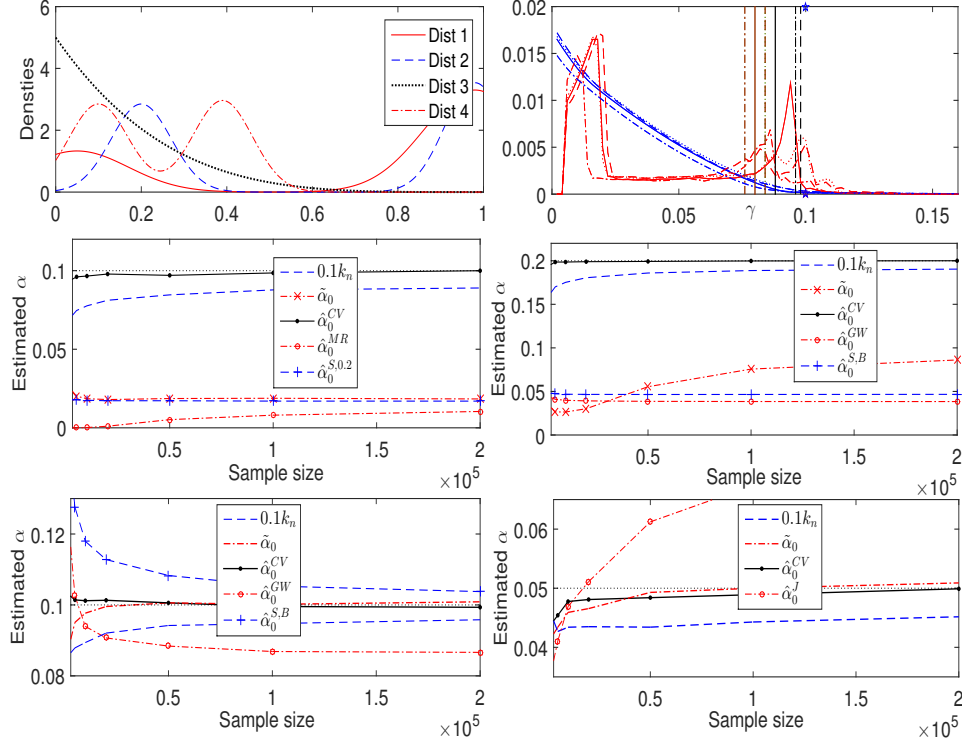 Densties
6
4
2
0
0 0.2 0.4 0.6 0.8 1
Dist 1
Dist 2
Dist 3
Dist 4
0.02
0.015
0.01
0.005
0
0 0.05 γ 0.1 0.15
Estimated α
0.1
0.05
0
0.1k_n
α̃_0
α̂_0^{CV}
α̂_0^{MR}
α̂_0^{S,0.2}
0.5 1 1.5 2
Sample size
×10^5
Estimated α
0.2
0.15
0.10
0.05
0
0.1k_n
α̃_0
α̂_0^{CV}
α̂_0^{GW}
α̂_0^{S,B}
0.5 1 1.5 2
Sample size
×10^5
Estimated α
0.12
0.1
0.08
0.1k_n
α̃_0
α̂_0^{CV}
α̂_0^{GW}
α̂_0^{S,B}
0.5 1 1.5 2
Sample size
×10^5
Estimated α
0.06
0.05
0.04
0.1k_n
α̃_0
α̂_0^{CV}
α̂_0^{J}
0.5 1 1.5 2
Sample size
×10^5